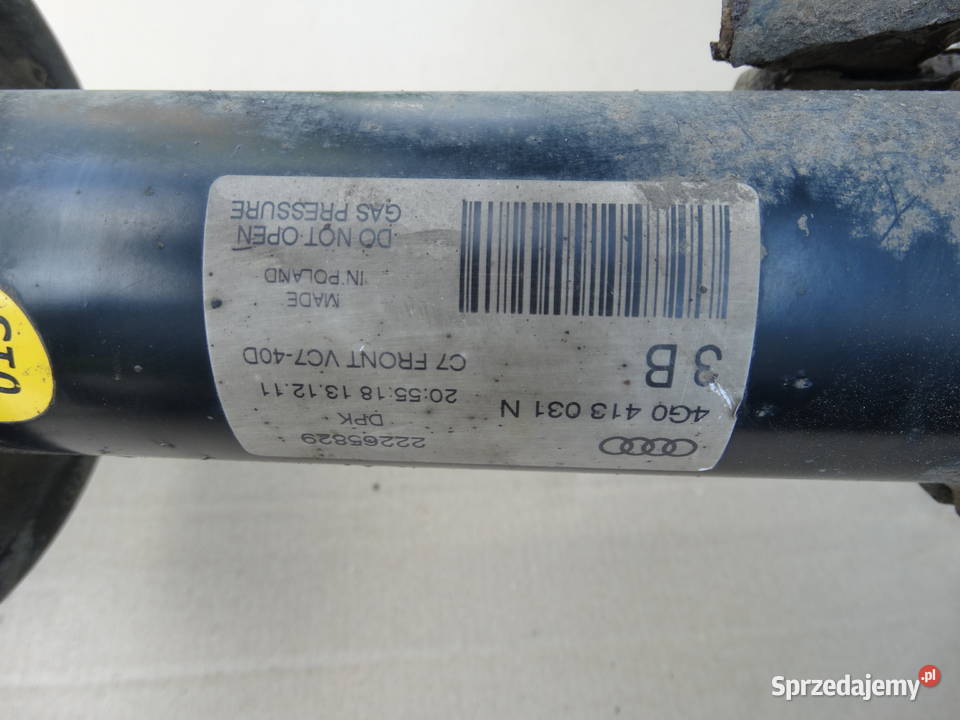 4G0 413 031 N
22265829
DPK
3 B
20:55:18 13.12.11
C7 FRONT VC7-40D
MADE
IN POLAND
DO NOT OPEN
GAS PRESSURE
Sprzedajemy.pl